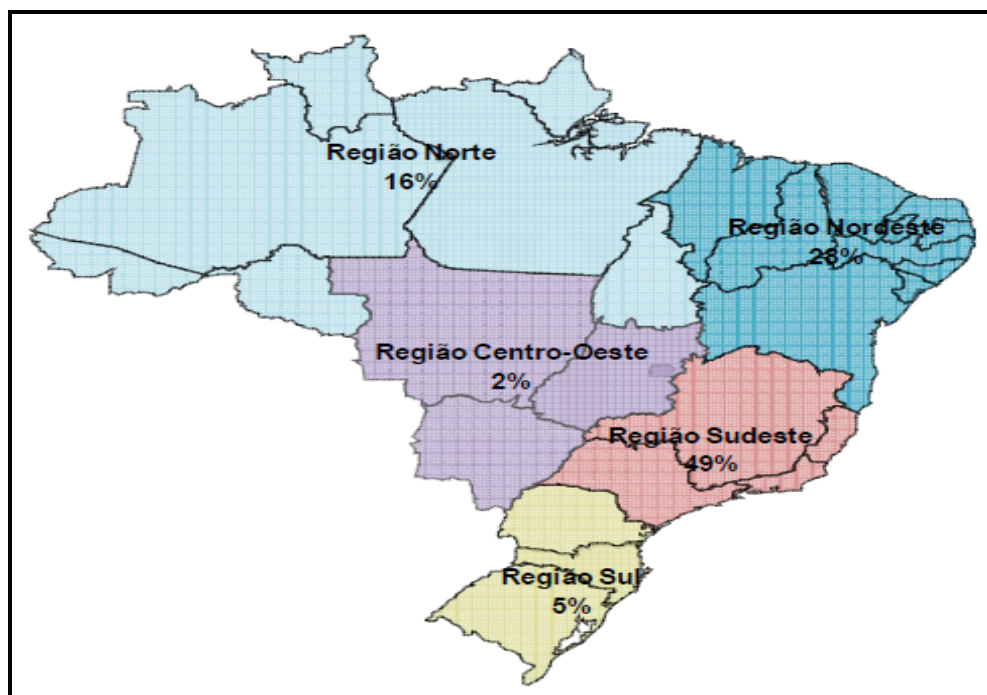 Região Norte
16%
Região Nordeste
28%
Região Centro-Oeste
2%
Região Sudeste
49%
Região Sul
5%